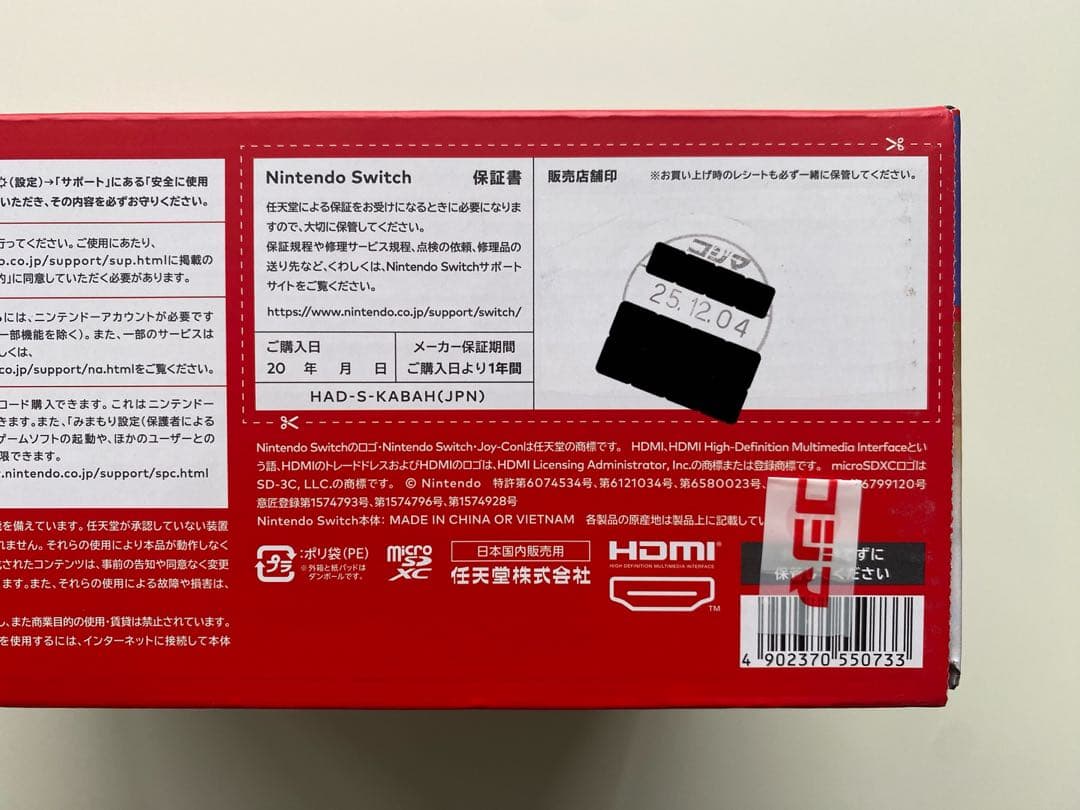 (設定)→「サポート」にある「安全に使用
いただき、その内容を必ずお守りください。
行ってください。ご使用にあたり、
o.co.jp/support/sup.htmlに掲載の
的」に同意していただく必要があります。
には、ニンテンドーアカウントが必要です
一部機能を除く)。また、一部のサービスは
しくは、
co.jp/support/na.htmlをご覧ください。
コード購入できます。これはニンテンドー
きます。また、「みまもり設定(保護者による
ゲームソフトの起動や、ほかのユーザーとの
限できます。
.nintendo.co.jp/support/spc.html
を備えています。任天堂が承認していない装置
れません。それらの使用により本品が動作しなく
されたコンテンツは、事前の告知や同意なく変更
ます。また、それらの使用による故障や損害は、
し、また商業目的の使用・賃貸は禁止されています。
を使用するには、インターネットに接続して本体
Nintendo Switch 保証書
任天堂による保証をお受けになるときに必要になりま
すので、大切に保管してください。
保証規程や修理サービス規程、点検の依頼、修理品の
送り先など、くわしくは、Nintendo Switchサポート
サイトをご覧ください。
https://www.nintendo.co.jp/support/switch/
ご購入日
20 年 月 日
メーカー保証期間
ご購入日より1年間
HAD-S-KABAH(JPN)
販売店舗印 ※お買い上げ時のレシートも必ず一緒に保管してください。
コジマ
25.12.04
Nintendo Switchのロゴ・Nintendo Switch・Joy-Conは任天堂の商標です。 HDMI、HDMI High-Definition Multimedia Interfaceとい
う語、HDMIのトレードドレスおよびHDMIのロゴは、HDMI Licensing Administrator, Inc.の商標または登録商標です。 microSDXCロゴは
SD-3C, LLC.の商標です。 © Nintendo 特許第6074534号、第6121034号、第6580023号、 6799120号
意匠登録第1574793号、第1574796号、第1574928号
Nintendo Switch本体: MADE IN CHINA OR VIETNAM 各製品の原産地は製品上に記載してい
プラ
:ポリ袋(PE)
※外箱と紙パッドは
ダンボールです。
micro
SD
XC
日本国内販売用
任天堂株式会社
HDMI
HIGH DEFINITION MULTIMEDIA INTERFACE
TM
コジマ
ずに
保管してください
4 902370 550733